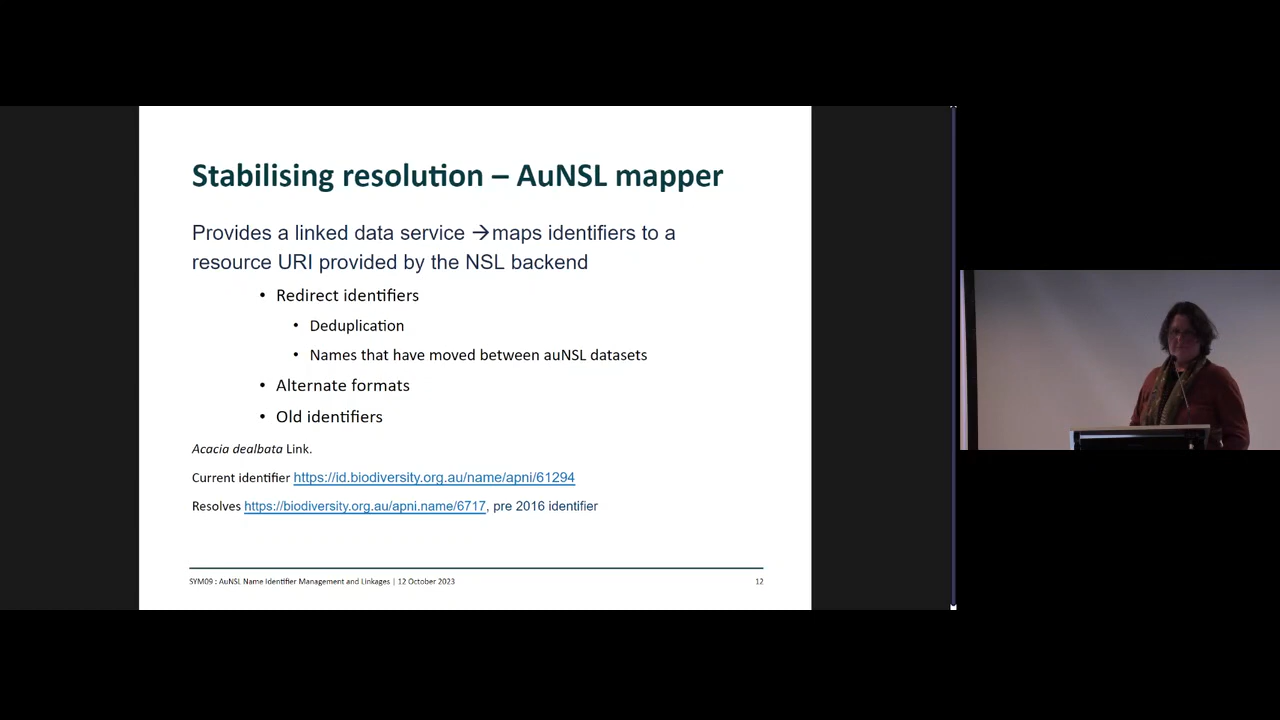 Stabilising resolution – AuNSL mapper
Provides a linked data service →maps identifiers to a
resource URI provided by the NSL backend
• Redirect identifiers
• Deduplication
• Names that have moved between auNSL datasets
• Alternate formats
• Old identifiers
Acacia dealbata Link.
Current identifier https://id.biodiversity.org.au/name/apni/61294
Resolves https://biodiversity.org.au/apni.name/6717, pre 2016 identifier
SYM09 : AuNSL Name Identifier Management and Linkages | 12 October 2023 12